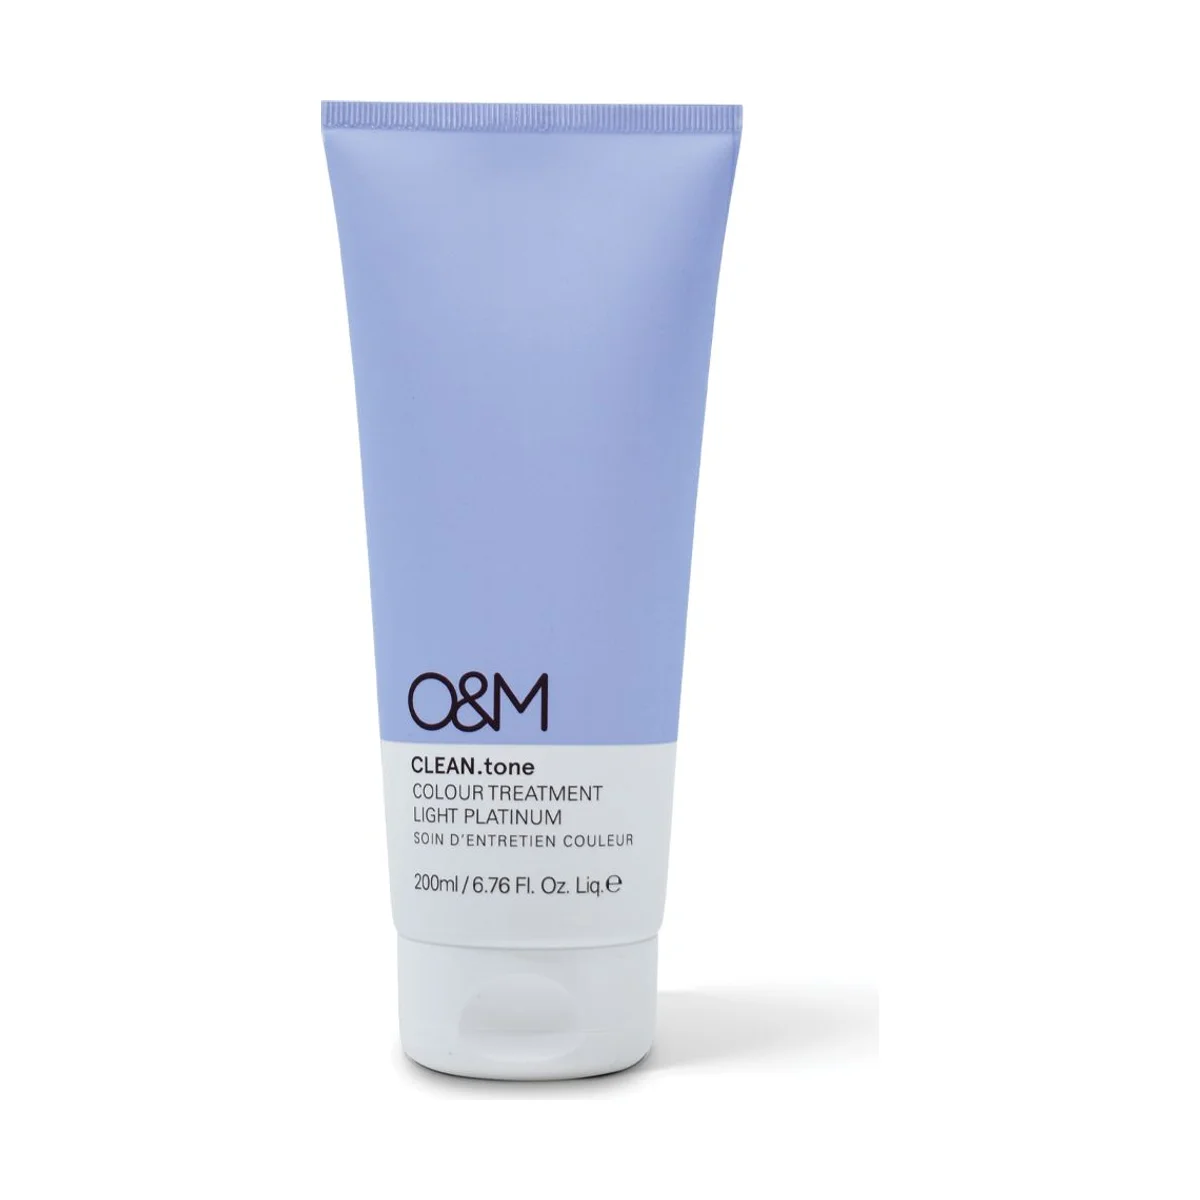 O&M
CLEAN.tone
COLOUR TREATMENT
LIGHT PLATINUM
SOIN D'ENTRETIEN COULEUR
200ml / 6.76 Fl. Oz. Liq.℮